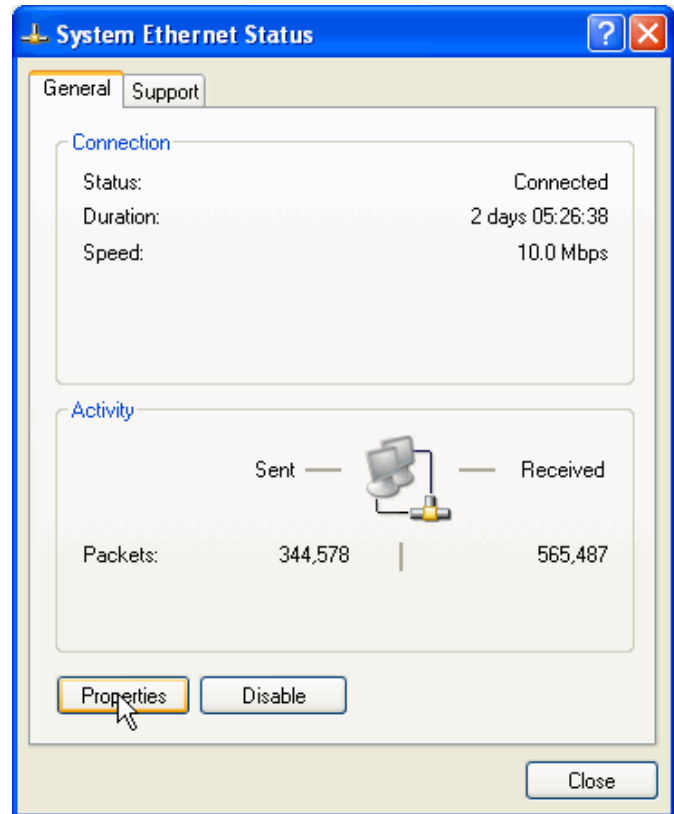 System Ethernet Status
General Support
Connection
Status: Connected
Duration: 2 days 05:26:38
Speed: 10.0 Mbps
Activity
Sent Received
Packets: 344,578 565,487
Properties Disable
Close